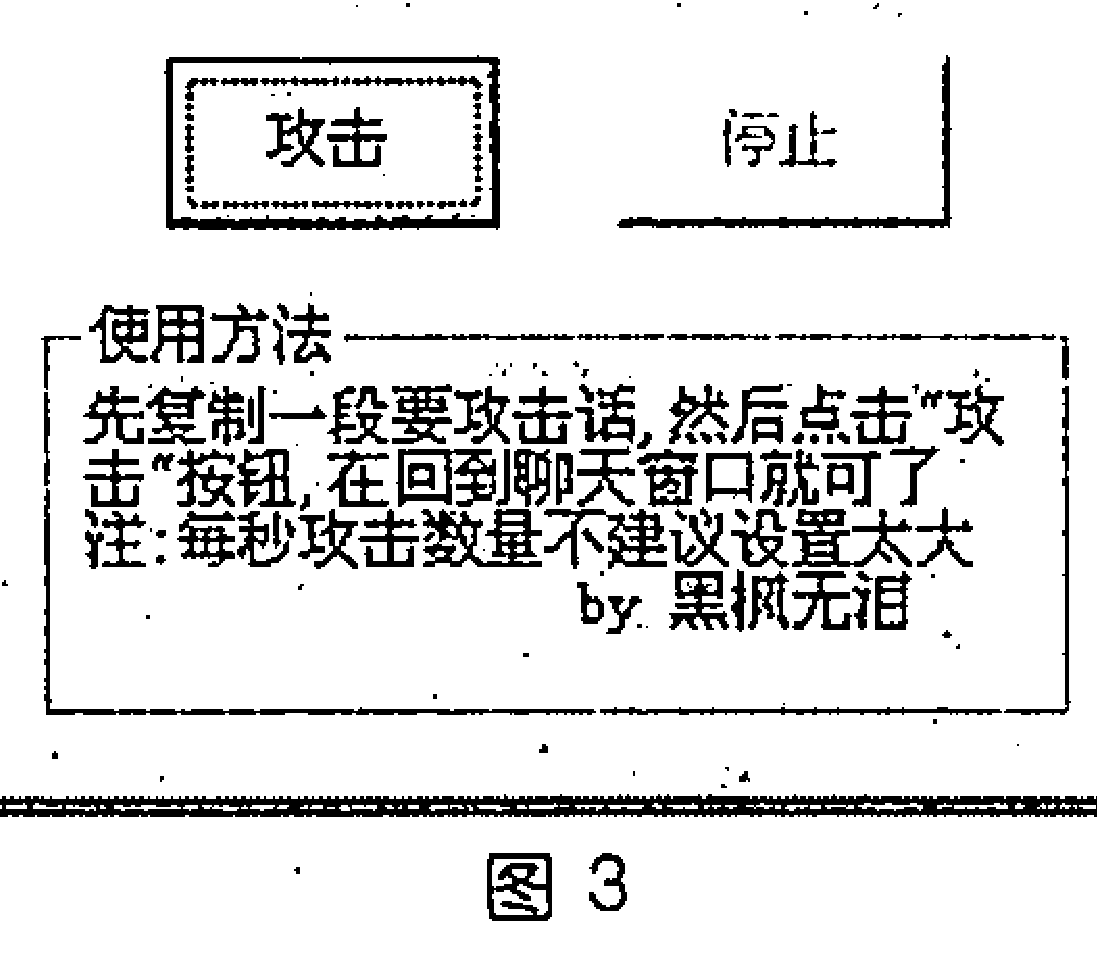 攻击 停止
使用方法
先复制一段要攻击话,然后点击"攻
击"按钮,在回到聊天窗口就可了
注:每秒攻击数量不建议设置太大
by 黑枫无泪
图 3